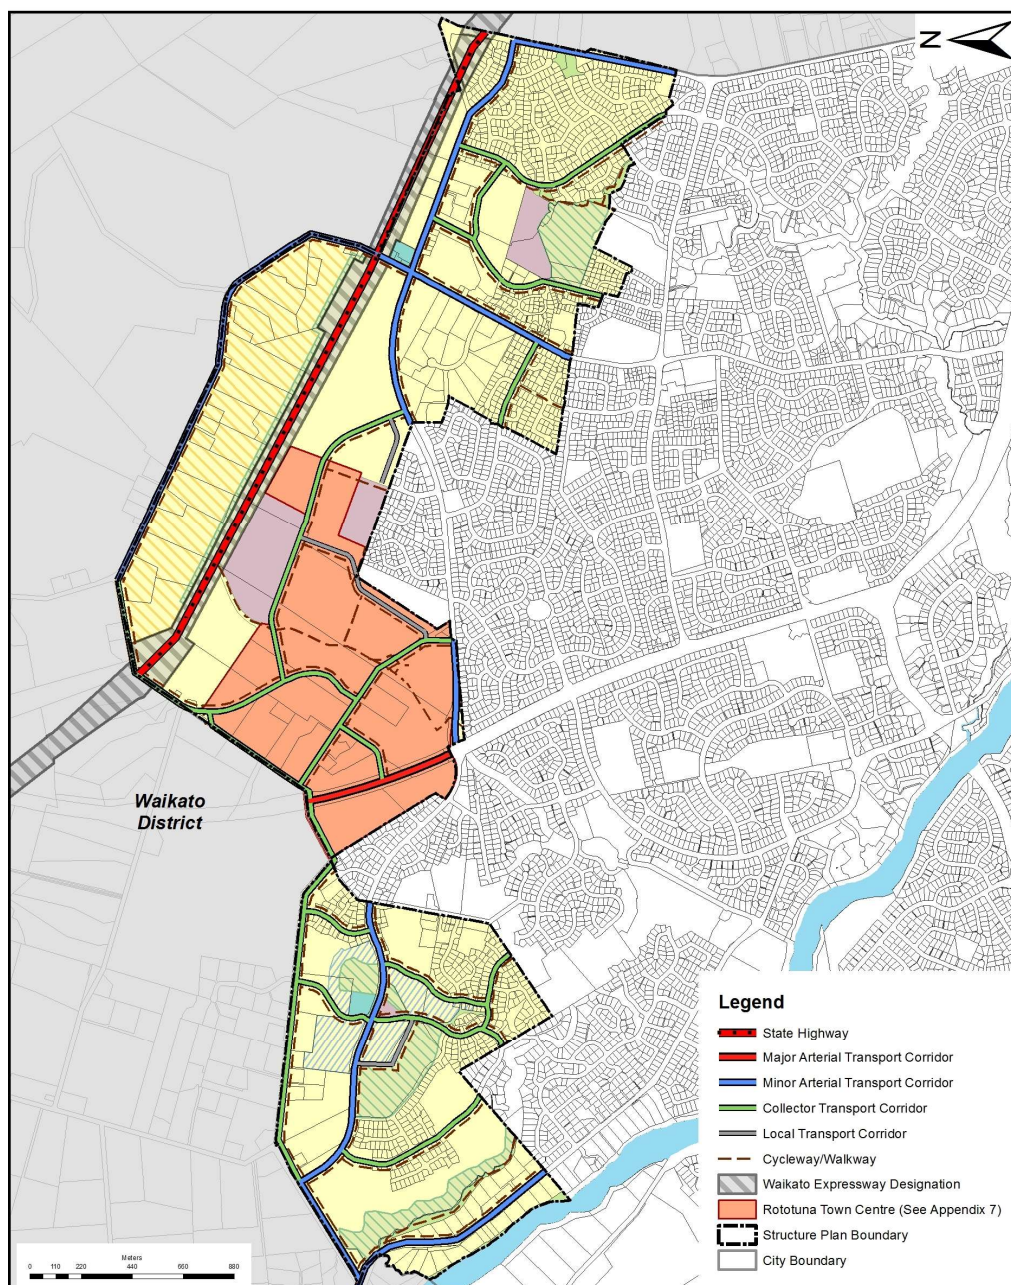 N
Waikato
District
Legend
State Highway
Major Arterial Transport Corridor
Minor Arterial Transport Corridor
Collector Transport Corridor
Local Transport Corridor
Cycleway/Walkway
Waikato Expressway Designation
Rototuna Town Centre (See Appendix 7)
Structure Plan Boundary
City Boundary
Meters
0 110 220 440 660 880